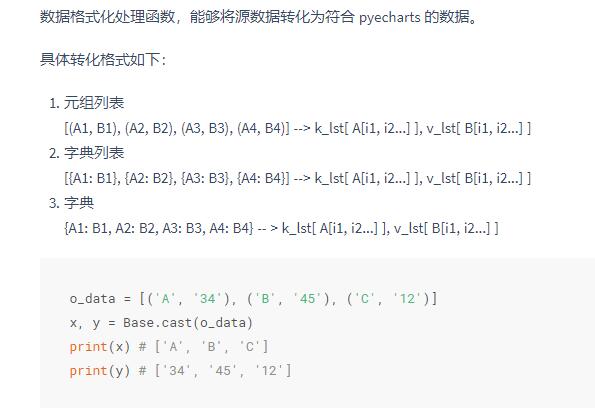 数据格式化处理函数，能够将源数据转化为符合 pyecharts 的数据。
具体转化格式如下：
1. 元组列表
[(A1, B1), (A2, B2), (A3, B3), (A4, B4)] --> k_lst[ A[i1, i2...] ], v_lst[ B[i1, i2...] ]
2. 字典列表
[{A1: B1}, {A2: B2}, {A3: B3}, {A4: B4}] --> k_lst[ A[i1, i2...] ], v_lst[ B[i1, i2...] ]
3. 字典
{A1: B1, A2: B2, A3: B3, A4: B4} -- > k_lst[ A[i1, i2...] ], v_lst[ B[i1, i2...] ]
o_data = [('A', '34'), ('B', '45'), ('C', '12')]
x, y = Base.cast(o_data)
print(x) # ['A', 'B', 'C']
print(y) # ['34', '45', '12']